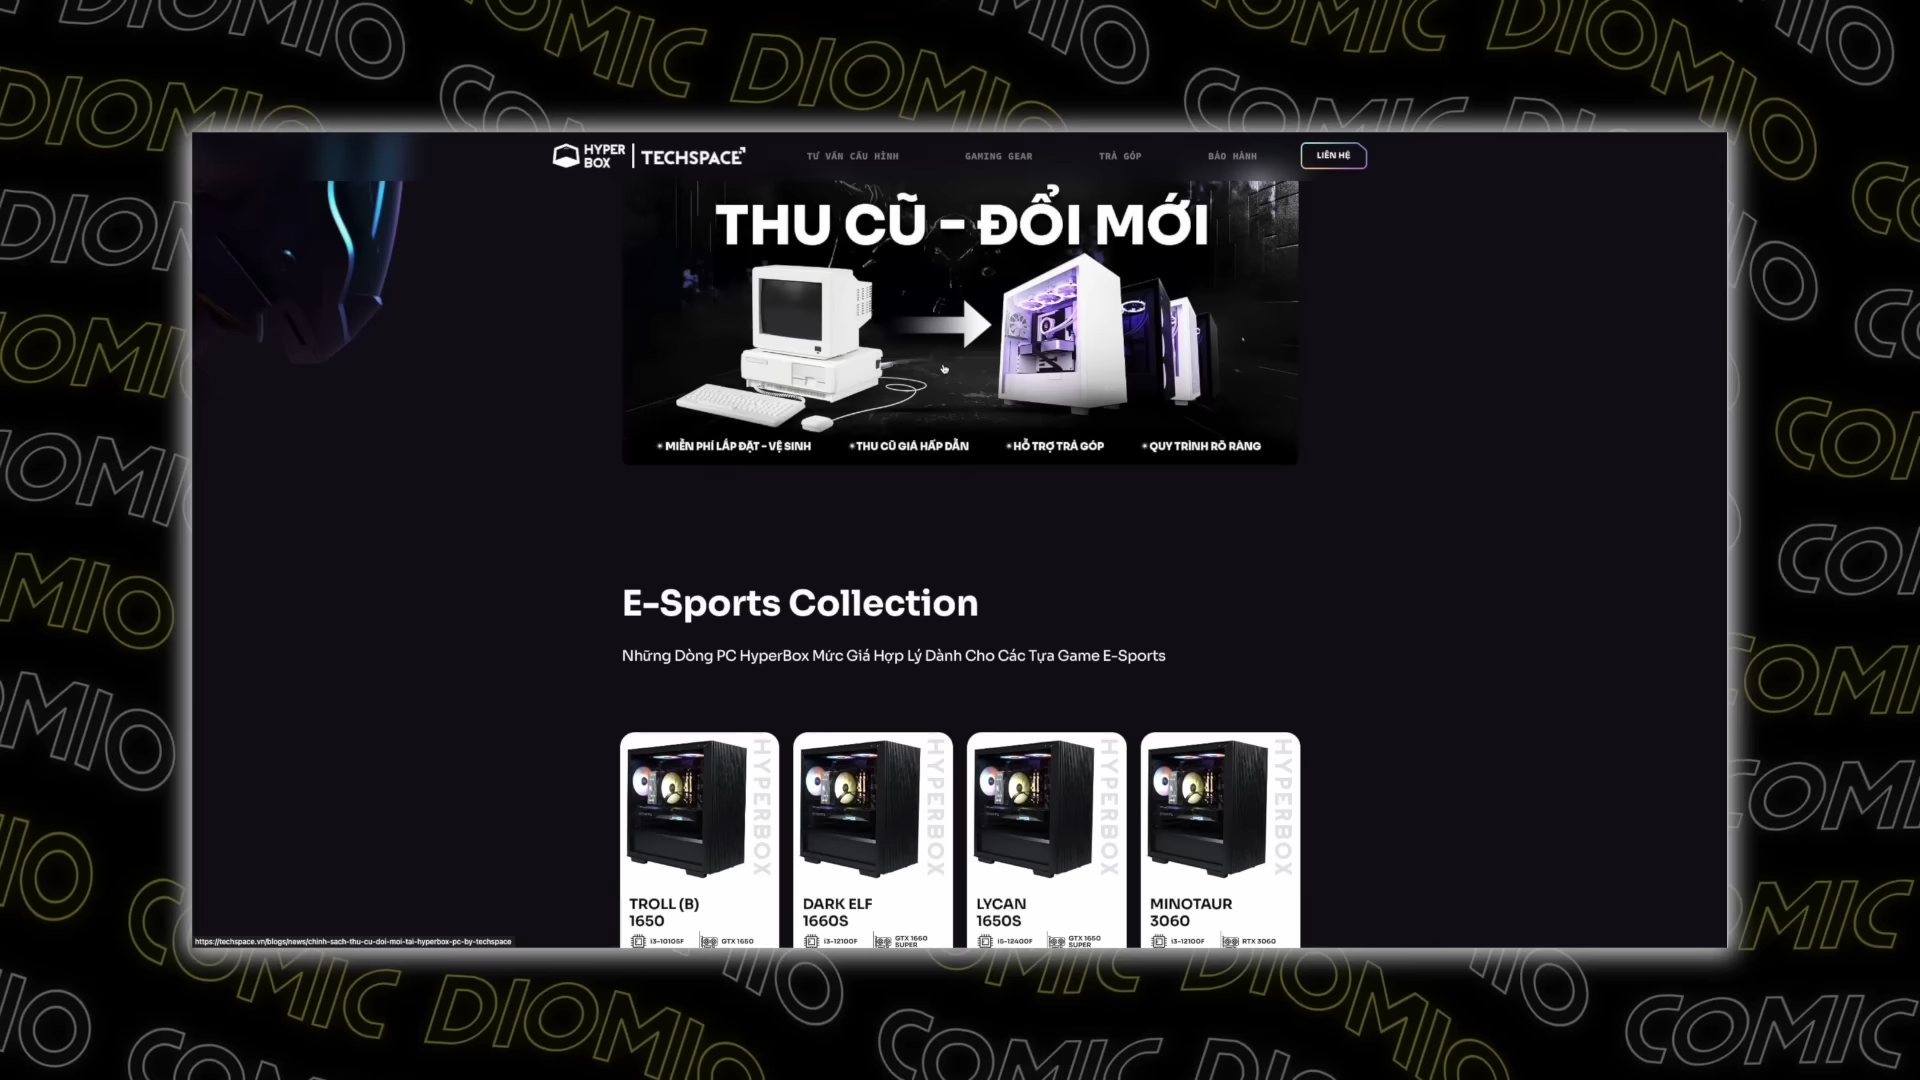 COMIC DIOMIO
HYPER BOX | TECHSPACE
TƯ VẤN CẤU HÌNH
GAMING GEAR
TRẢ GÓP
BẢO HÀNH
LIÊN HỆ
THU CŨ - ĐỔI MỚI
* MIỄN PHÍ LẮP ĐẶT - VỆ SINH
* THU CŨ GIÁ HẤP DẪN
* HỖ TRỢ TRẢ GÓP
* QUY TRÌNH RÕ RÀNG
E-Sports Collection
Những Dòng PC HyperBox Mức Giá Hợp Lý Dành Cho Các Tựa Game E-Sports
HYPERBOX
TROLL (B)
1650
i3-10105F
GTX 1650
HYPERBOX
DARK ELF
1660S
i3-12100F
GTX 1660
SUPER
HYPERBOX
LYCAN
1650S
i5-12400F
GTX 1650
SUPER
HYPERBOX
MINOTAUR
3060
i3-12100F
RTX 3060
https://techspace.vn/blogs/news/chinh-sach-thu-cu-doi-moi-tai-hyperbox-pc-by-techspace